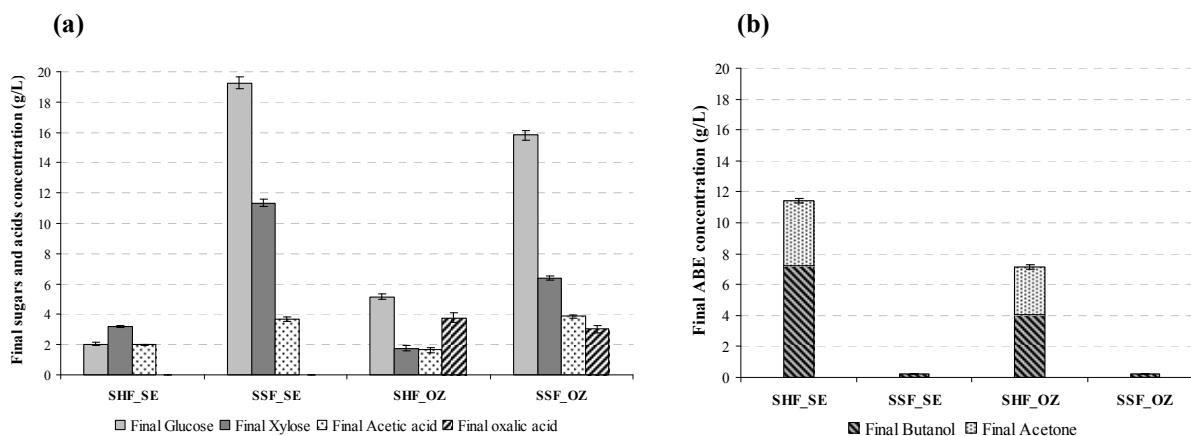 (a)
Final sugars and acids concentration (g/L)
20
18
16
14
12
10
8
6
4
2
0
SHF_SE SSF_SE SHF_OZ SSF_OZ
Final Glucose Final Xylose Final Acetic acid Final oxalic acid
(b)
Final ABE concentration (g/L)
20
18
16
14
12
10
8
6
4
2
0
SHF_SE SSF_SE SHF_OZ SSF_OZ
Final Butanol Final Acetone